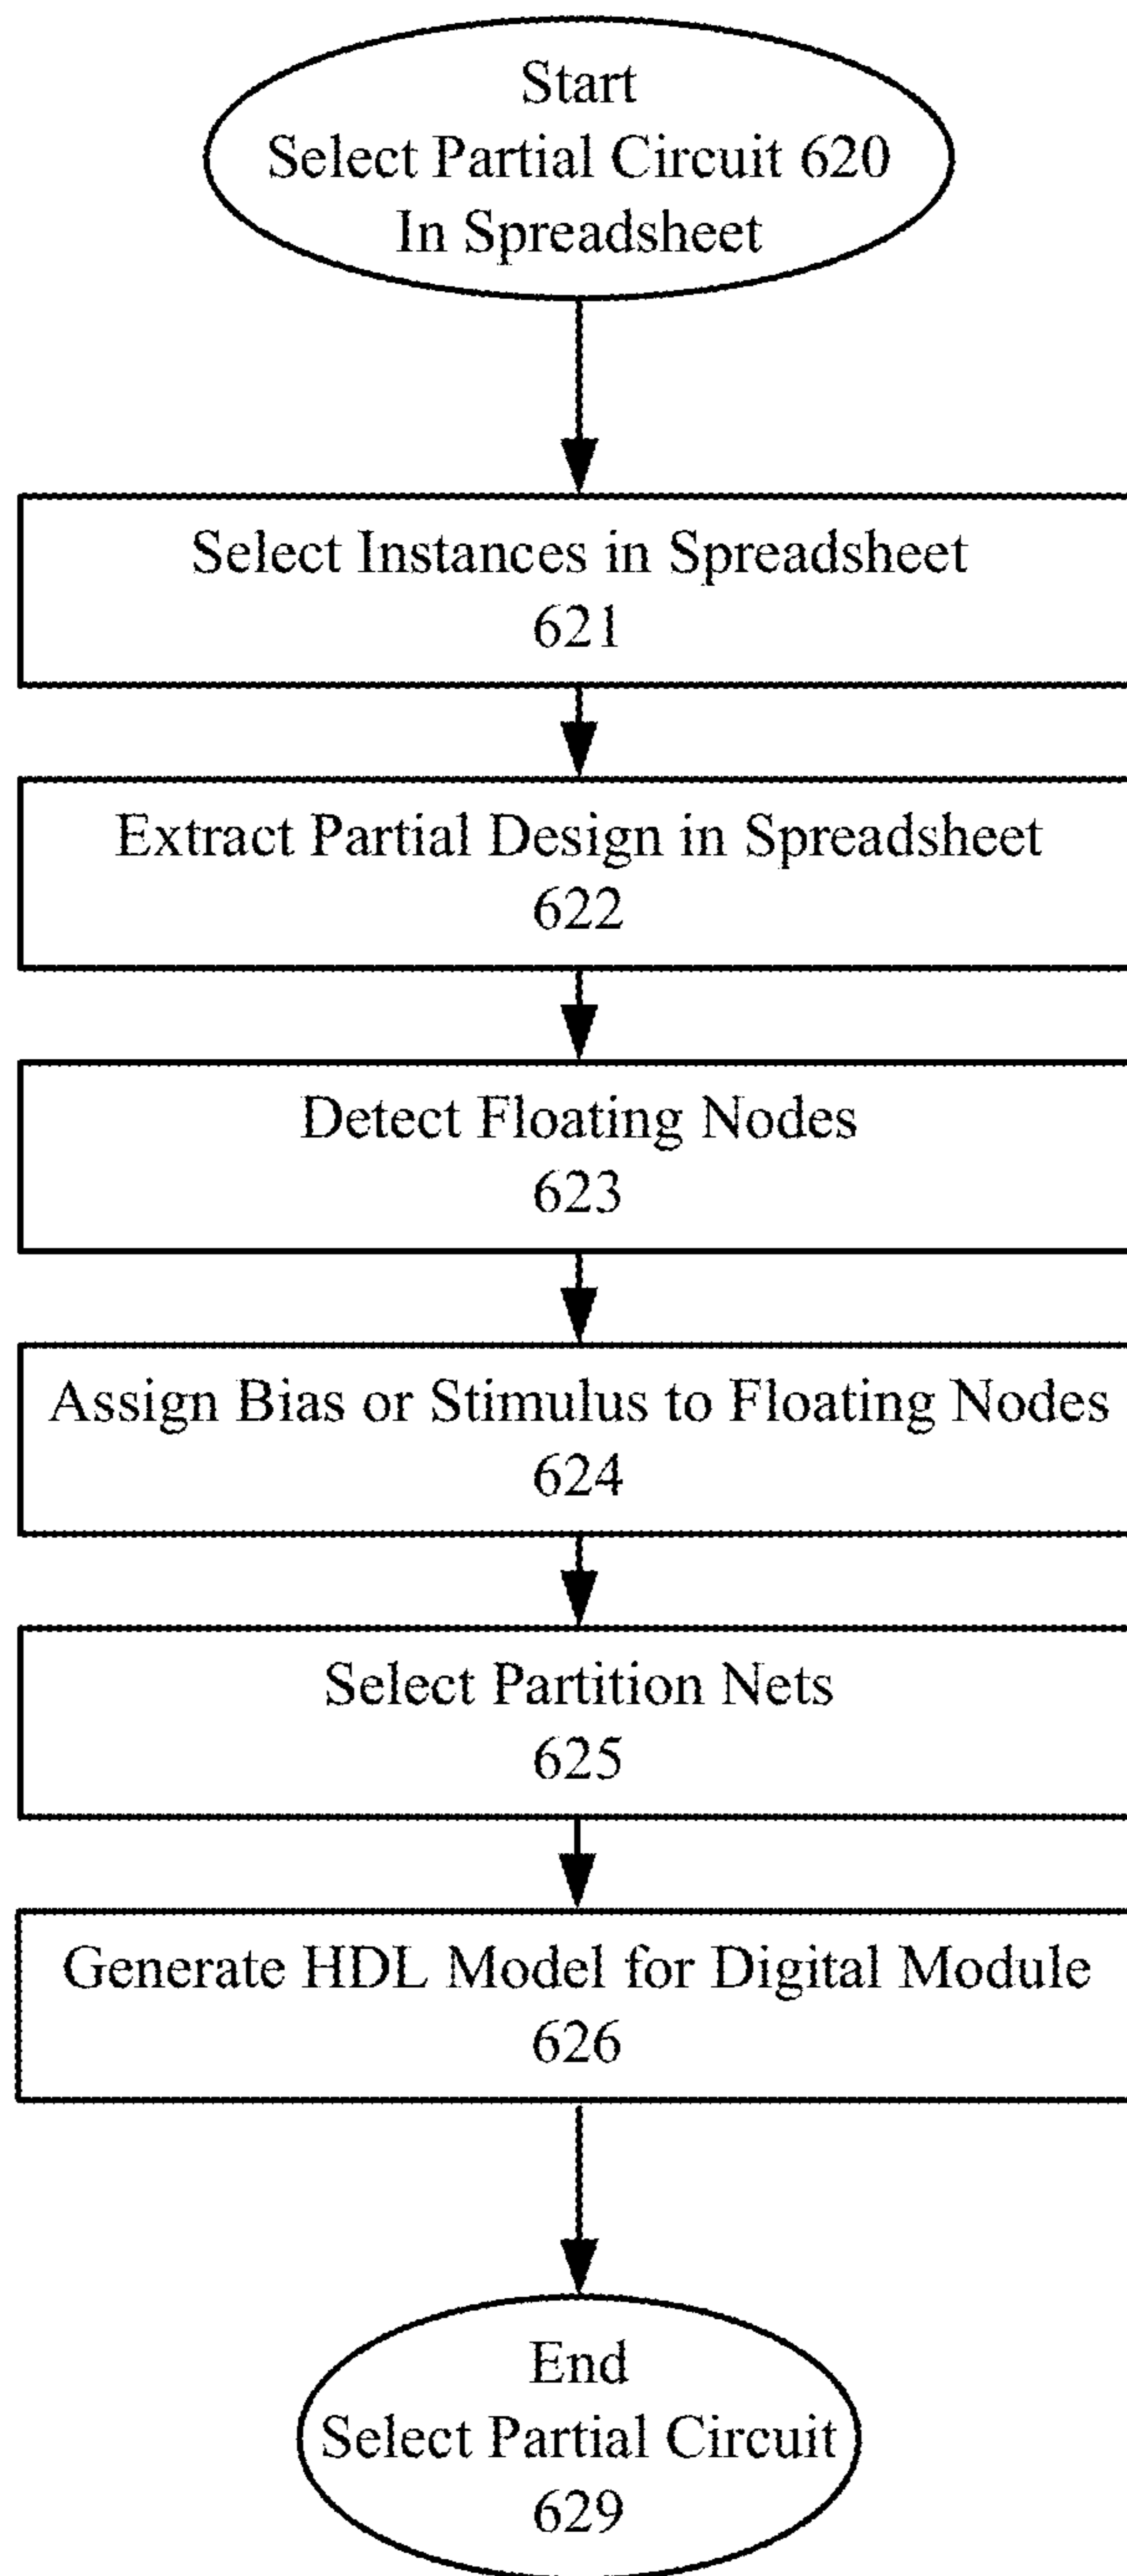 Start
Select Partial Circuit 620
In Spreadsheet
Select Instances in Spreadsheet
621
Extract Partial Design in Spreadsheet
622
Detect Floating Nodes
623
Assign Bias or Stimulus to Floating Nodes
624
Select Partition Nets
625
Generate HDL Model for Digital Module
626
End
Select Partial Circuit
629